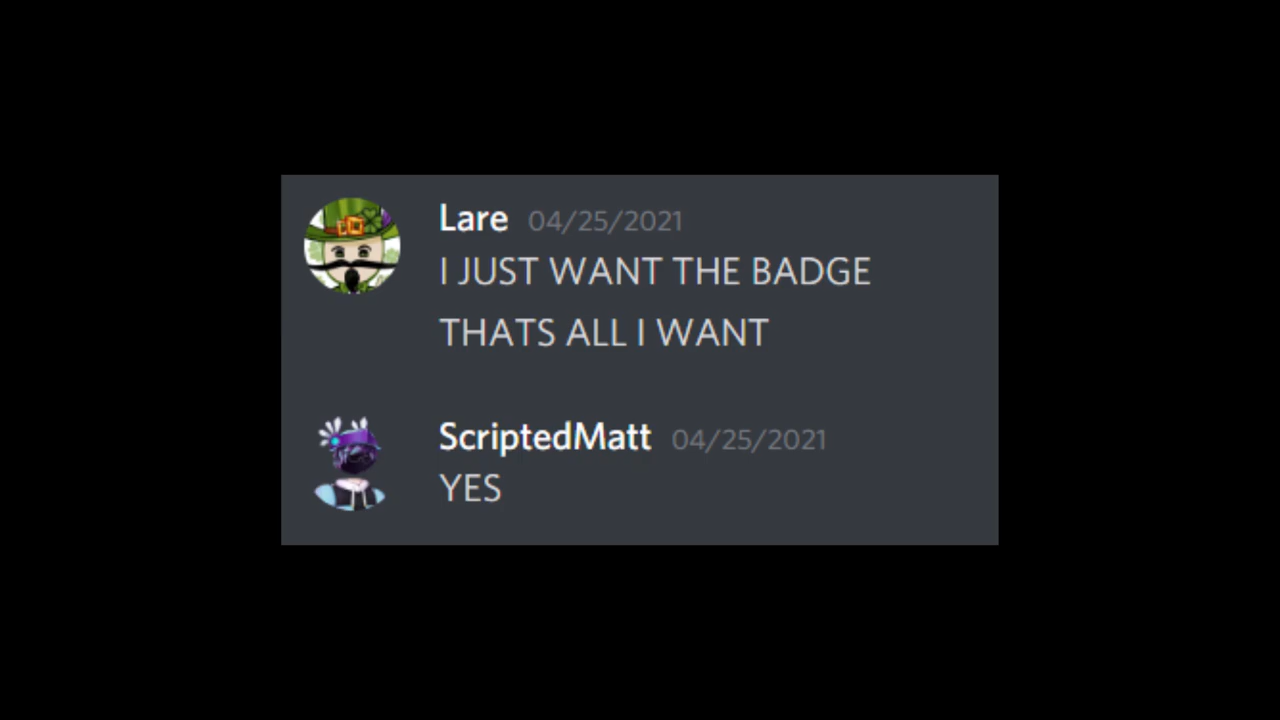 Lare 04/25/2021
I JUST WANT THE BADGE
THATS ALL I WANT
ScriptedMatt 04/25/2021
YES